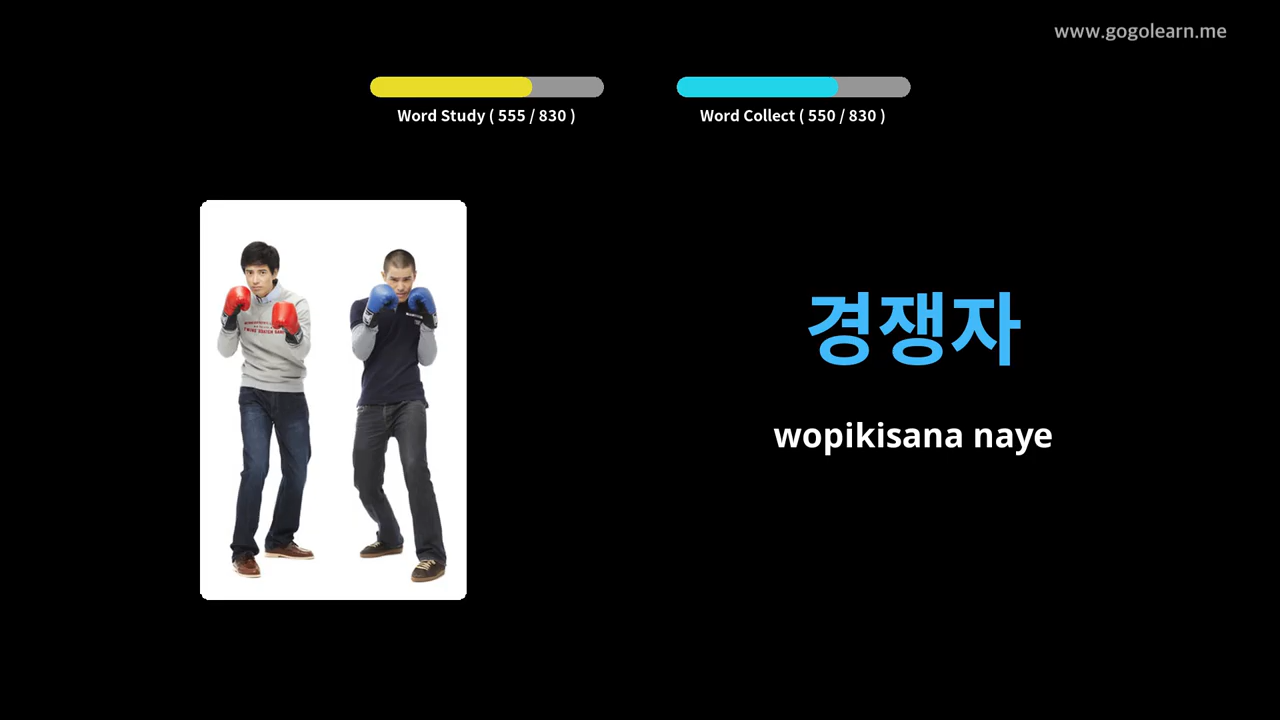 www.gogolearn.me
Word Study ( 555 / 830 )
Word Collect ( 550 / 830 )
경쟁자
wopikisana naye